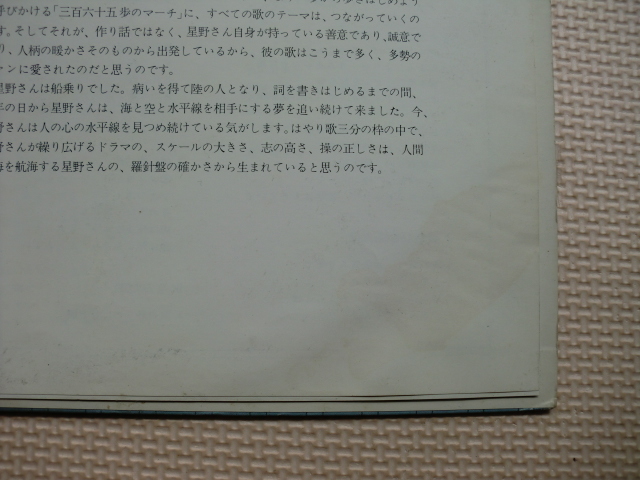 呼びかける「三百六十五歩のマーチ」に、すべての歌のテーマは、つながっていくの
す。そしてそれが、作り話ではなく、星野さん自身が持っている善意であり、誠意で
り、人柄の暖かさそのものから出発しているから、彼の歌はこうまで多く、多勢の
ァンに愛されたのだと思うのです。
星野さんは船乗りでした。病いを得て陸の人となり、詞を書きはじめるまでの間、
年の日から星野さんは、海と空と水平線を相手にする夢を追い続けて来ました。今、
野さんは人の心の水平線を見つめ続けている気がします。はやり歌三分の枠の中で、
野さんが繰り広げるドラマの、スケールの大きさ、志の高さ、操の正しさは、人間
海を航海する星野さんの、羅針盤の確かさから生まれていると思うのです。